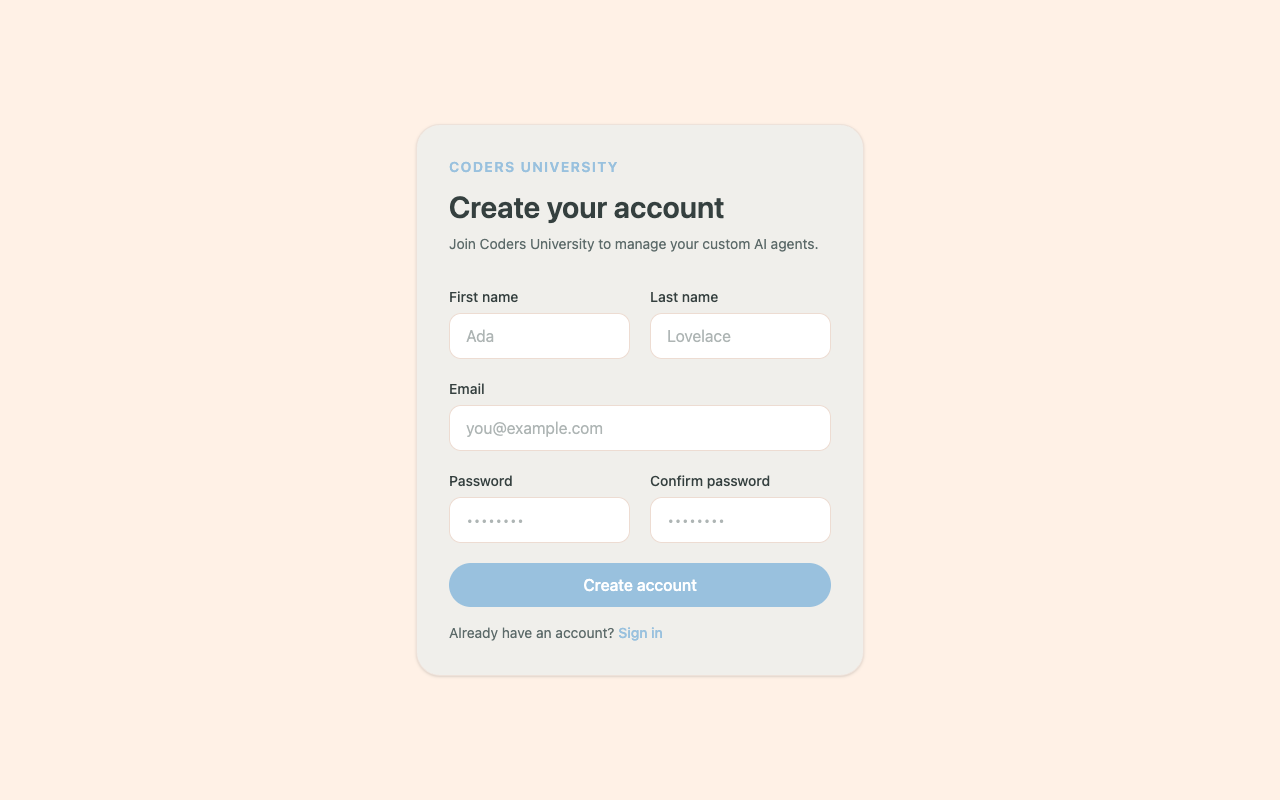 CODERS UNIVERSITY
Create your account
Join Coders University to manage your custom AI agents.
First name
Last name
Ada
Lovelace
Email
you@example.com
Password
Confirm password
••••••••
••••••••
Create account
Already have an account? Sign in